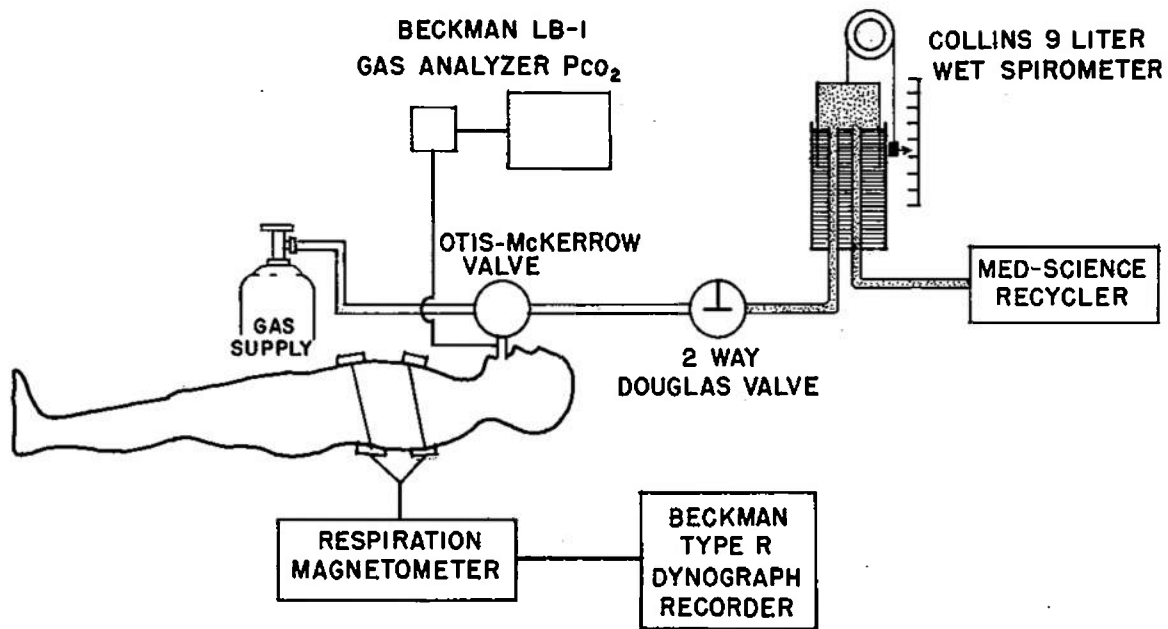 BECKMAN LB-1
GAS ANALYZER PCO2
COLLINS 9 LITER
WET SPIROMETER
OTIS-McKERROW
VALVE
GAS
SUPPLY
2 WAY
DOUGLAS VALVE
MED-SCIENCE
RECYCLER
RESPIRATION
MAGNETOMETER
BECKMAN
TYPE R
DYNOGRAPH
RECORDER